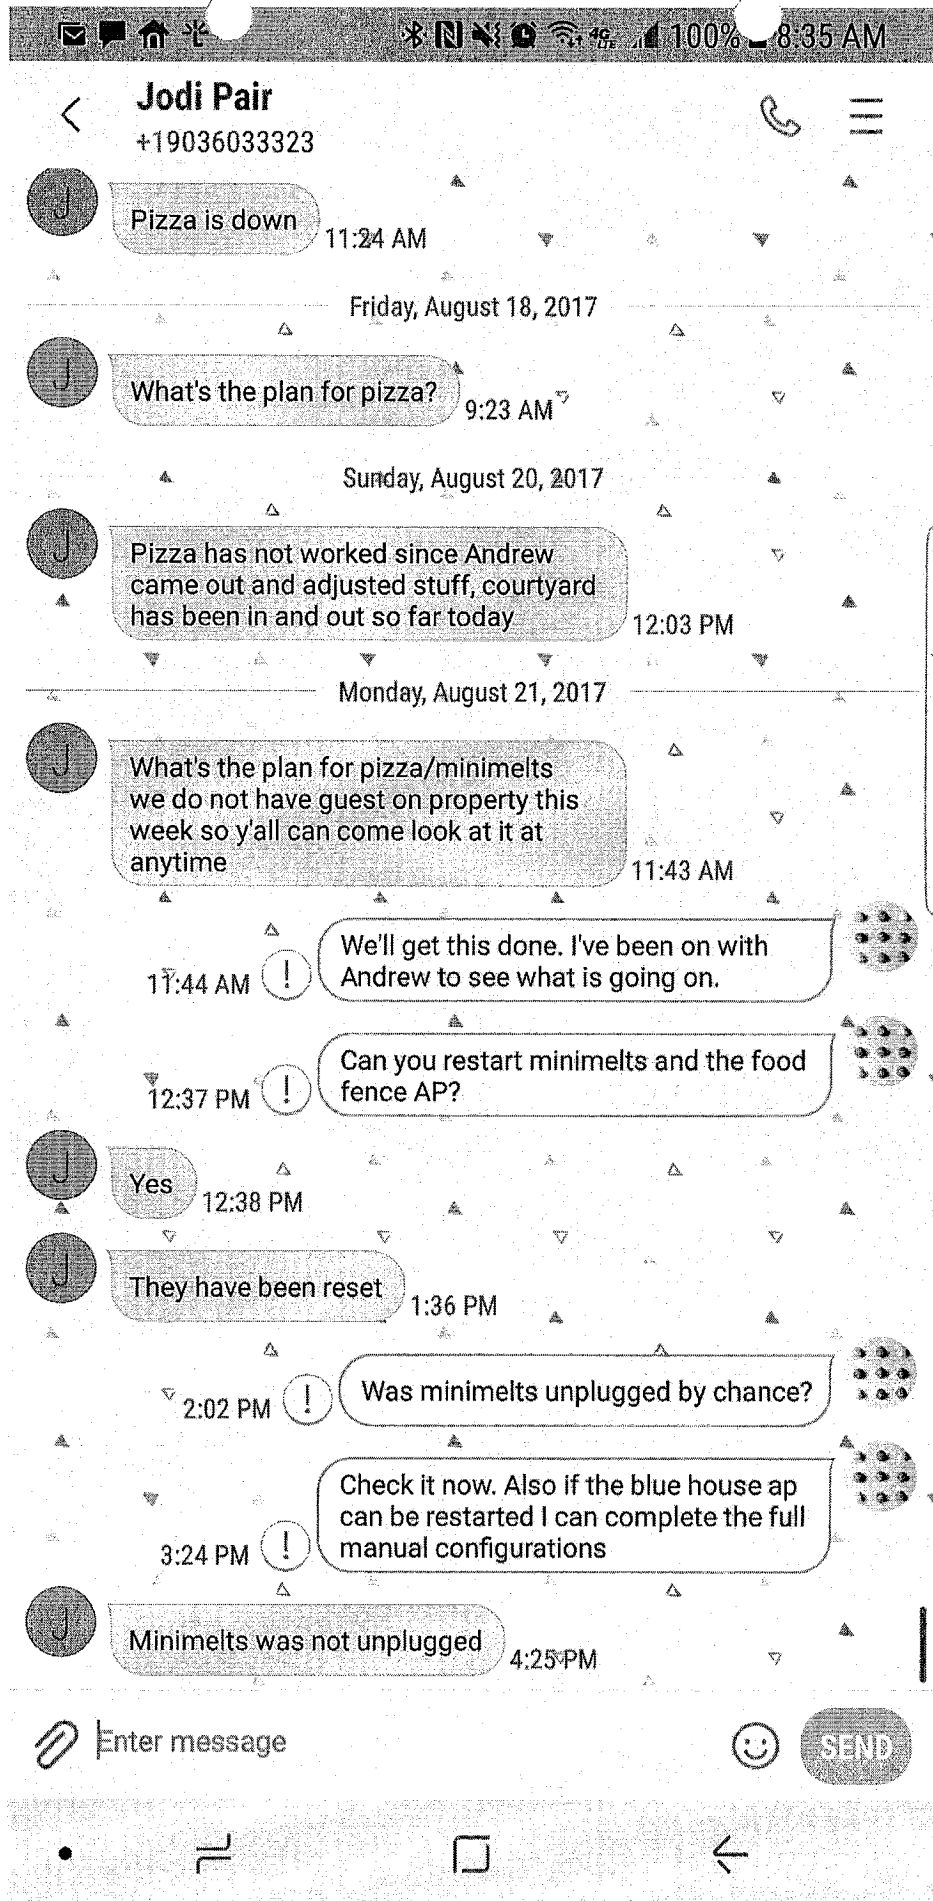 100% 8:35 AM
Jodi Pair
+19036033323
J
Pizza is down
11:24 AM
Friday, August 18, 2017
J
What's the plan for pizza?
9:23 AM
Sunday, August 20, 2017
J
Pizza has not worked since Andrew
came out and adjusted stuff, courtyard
has been in and out so far today
12:03 PM
Monday, August 21, 2017
J
What's the plan for pizza/minimelts
we do not have guest on property this
week so y'all can come look at it at
anytime
11:43 AM
We'll get this done. I've been on with
Andrew to see what is going on.
11:44 AM !
Can you restart minimelts and the food
fence AP?
12:37 PM !
J
Yes
12:38 PM
J
They have been reset
1:36 PM
Was minimelts unplugged by chance?
2:02 PM !
Check it now. Also if the blue house ap
can be restarted I can complete the full
manual configurations
3:24 PM !
J
Minimelts was not unplugged
4:25 PM
Enter message
SEND